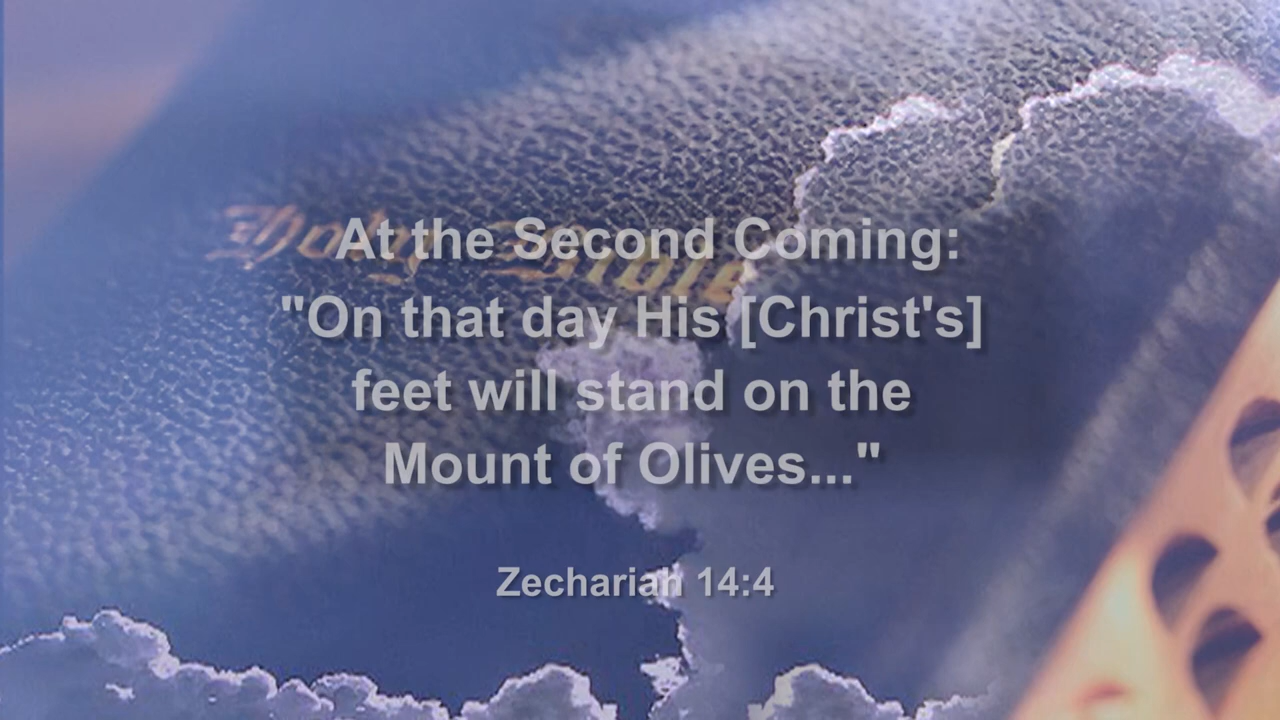 Holy Bible
At the Second Coming:
"On that day His [Christ's]
feet will stand on the
Mount of Olives..."
Zechariah 14:4